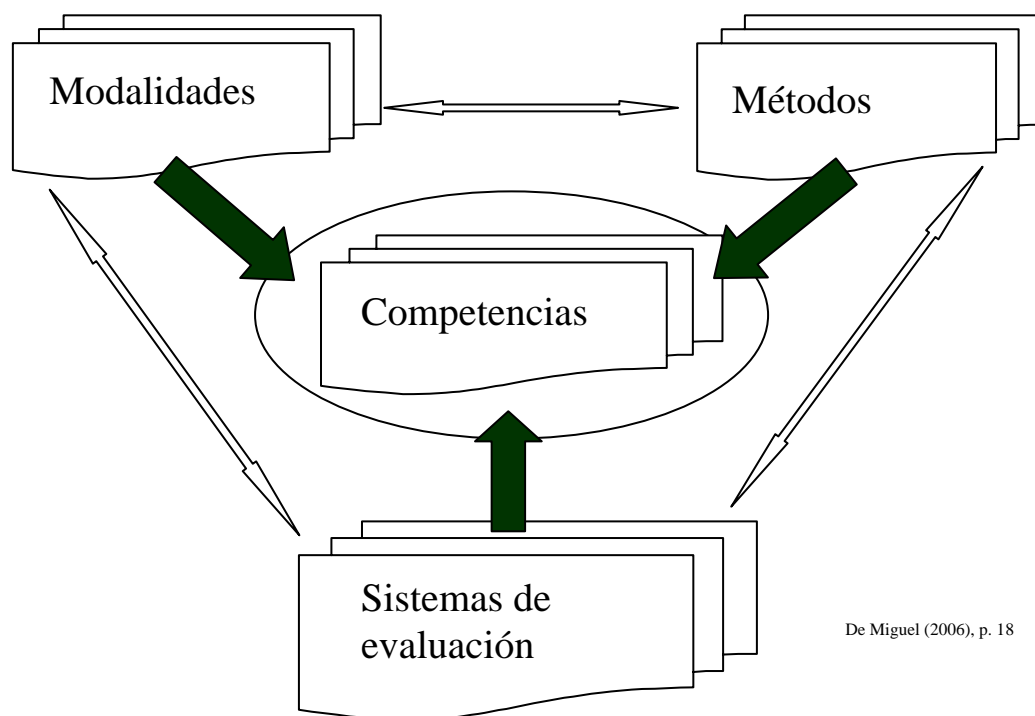 Modalidades
Métodos
Competencias
Sistemas de
evaluación
De Miguel (2006), p. 18